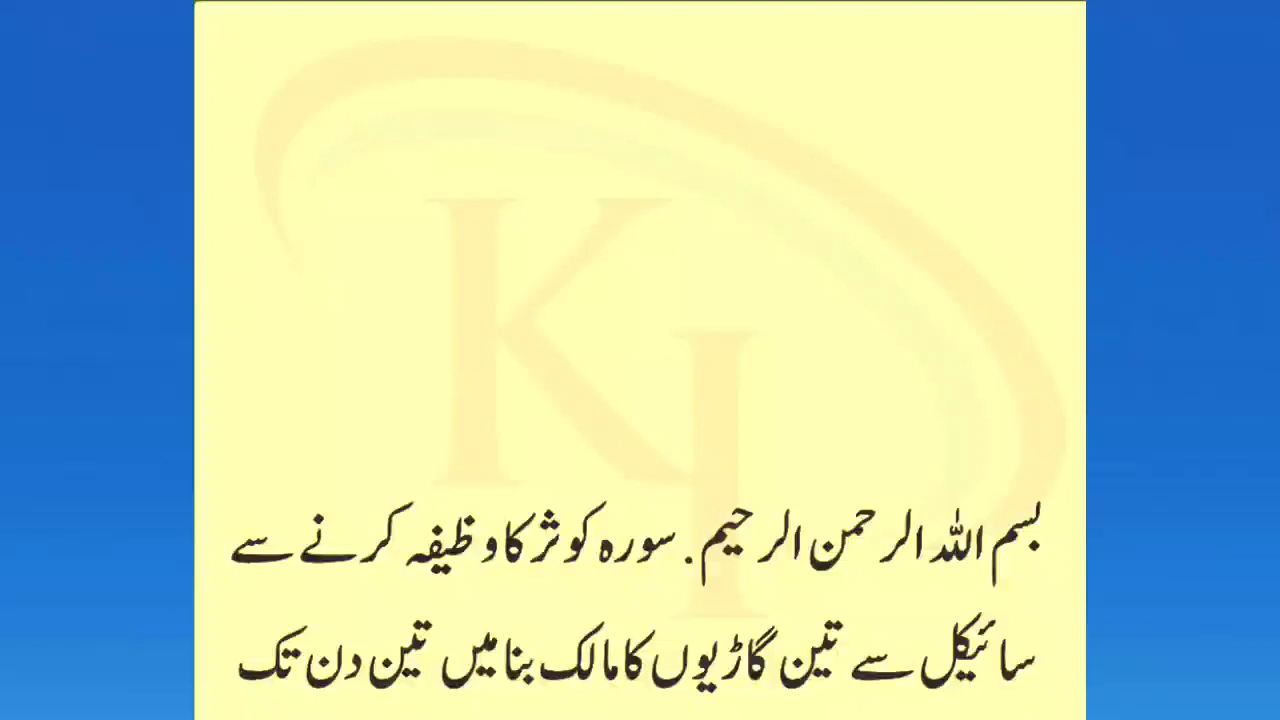 KI
بسم اللہ الرحمن الرحیم. سورہ کوثر کا وظیفہ کرنے سے
سائیکل سے تین گاڑیوں کا مالک بنا میں تین دن تک